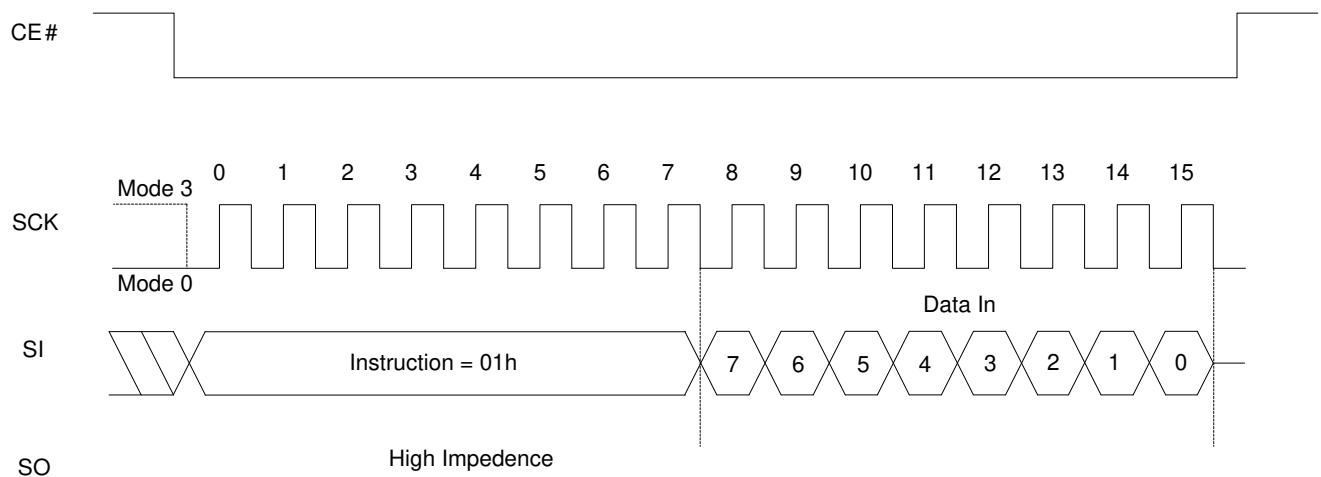 CE#
0 1 2 3 4 5 6 7 8 9 10 11 12 13 14 15
Mode 3
SCK
Mode 0
Data In
SI
Instruction = 01h
7 6 5 4 3 2 1 0
High Impedence
SO